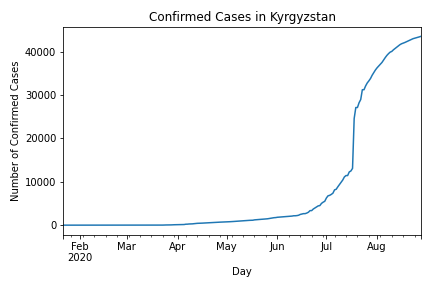 Confirmed Cases in Kyrgyzstan
Number of Confirmed Cases
40000
30000
20000
10000
0
Feb Mar Apr May Jun Jul Aug
2020
Day